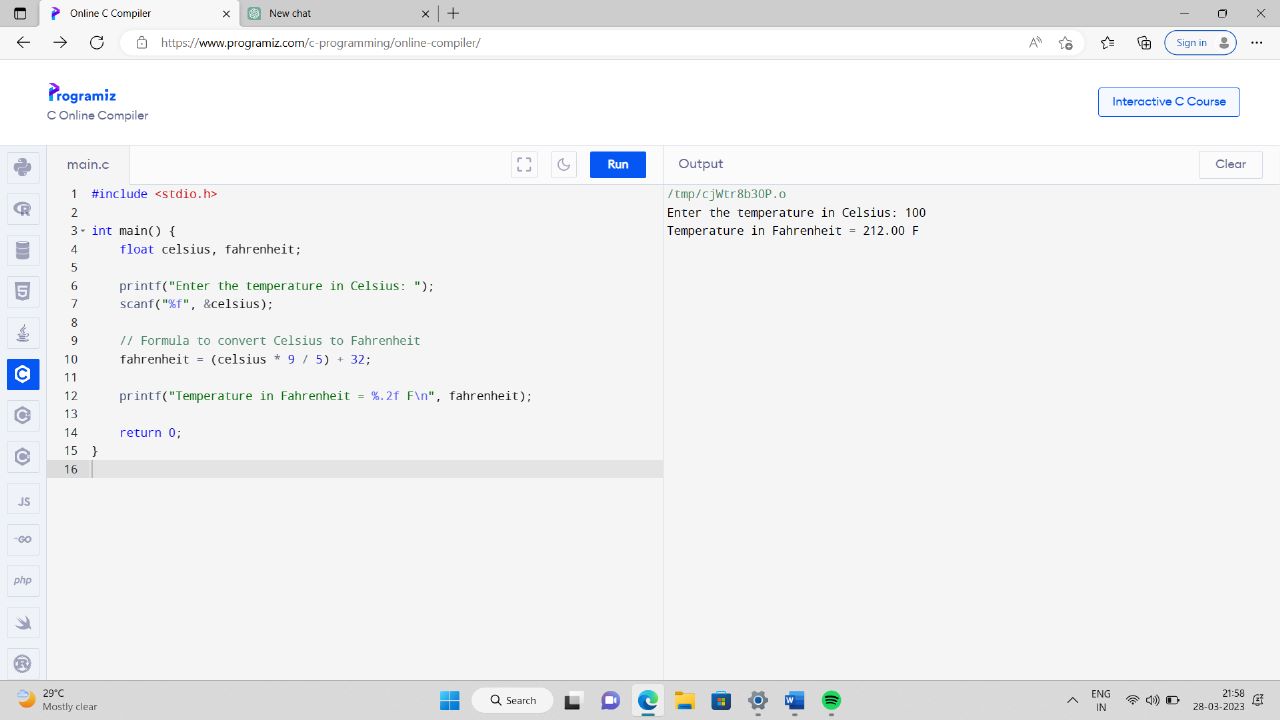 Online C Compiler
New chat
https://www.programiz.com/c-programming/online-compiler/
Sign in
Programiz
C Online Compiler
Interactive C Course
main.c
Run
Output
Clear
1 #include <stdio.h>
2
3 int main() {
4 float celsius, fahrenheit;
5
6 printf("Enter the temperature in Celsius: ");
7 scanf("%f", &celsius);
8
9 // Formula to convert Celsius to Fahrenheit
10 fahrenheit = (celsius * 9 / 5) + 32;
11
12 printf("Temperature in Fahrenheit = %.2f F\n", fahrenheit);
13
14 return 0;
15 }
16
/tmp/cjWtr8b3OP.o
Enter the temperature in Celsius: 100
Temperature in Fahrenheit = 212.00 F
JS
GO
php
29°C
Mostly clear
Search
ENG
IN
21:58
28-03-2023